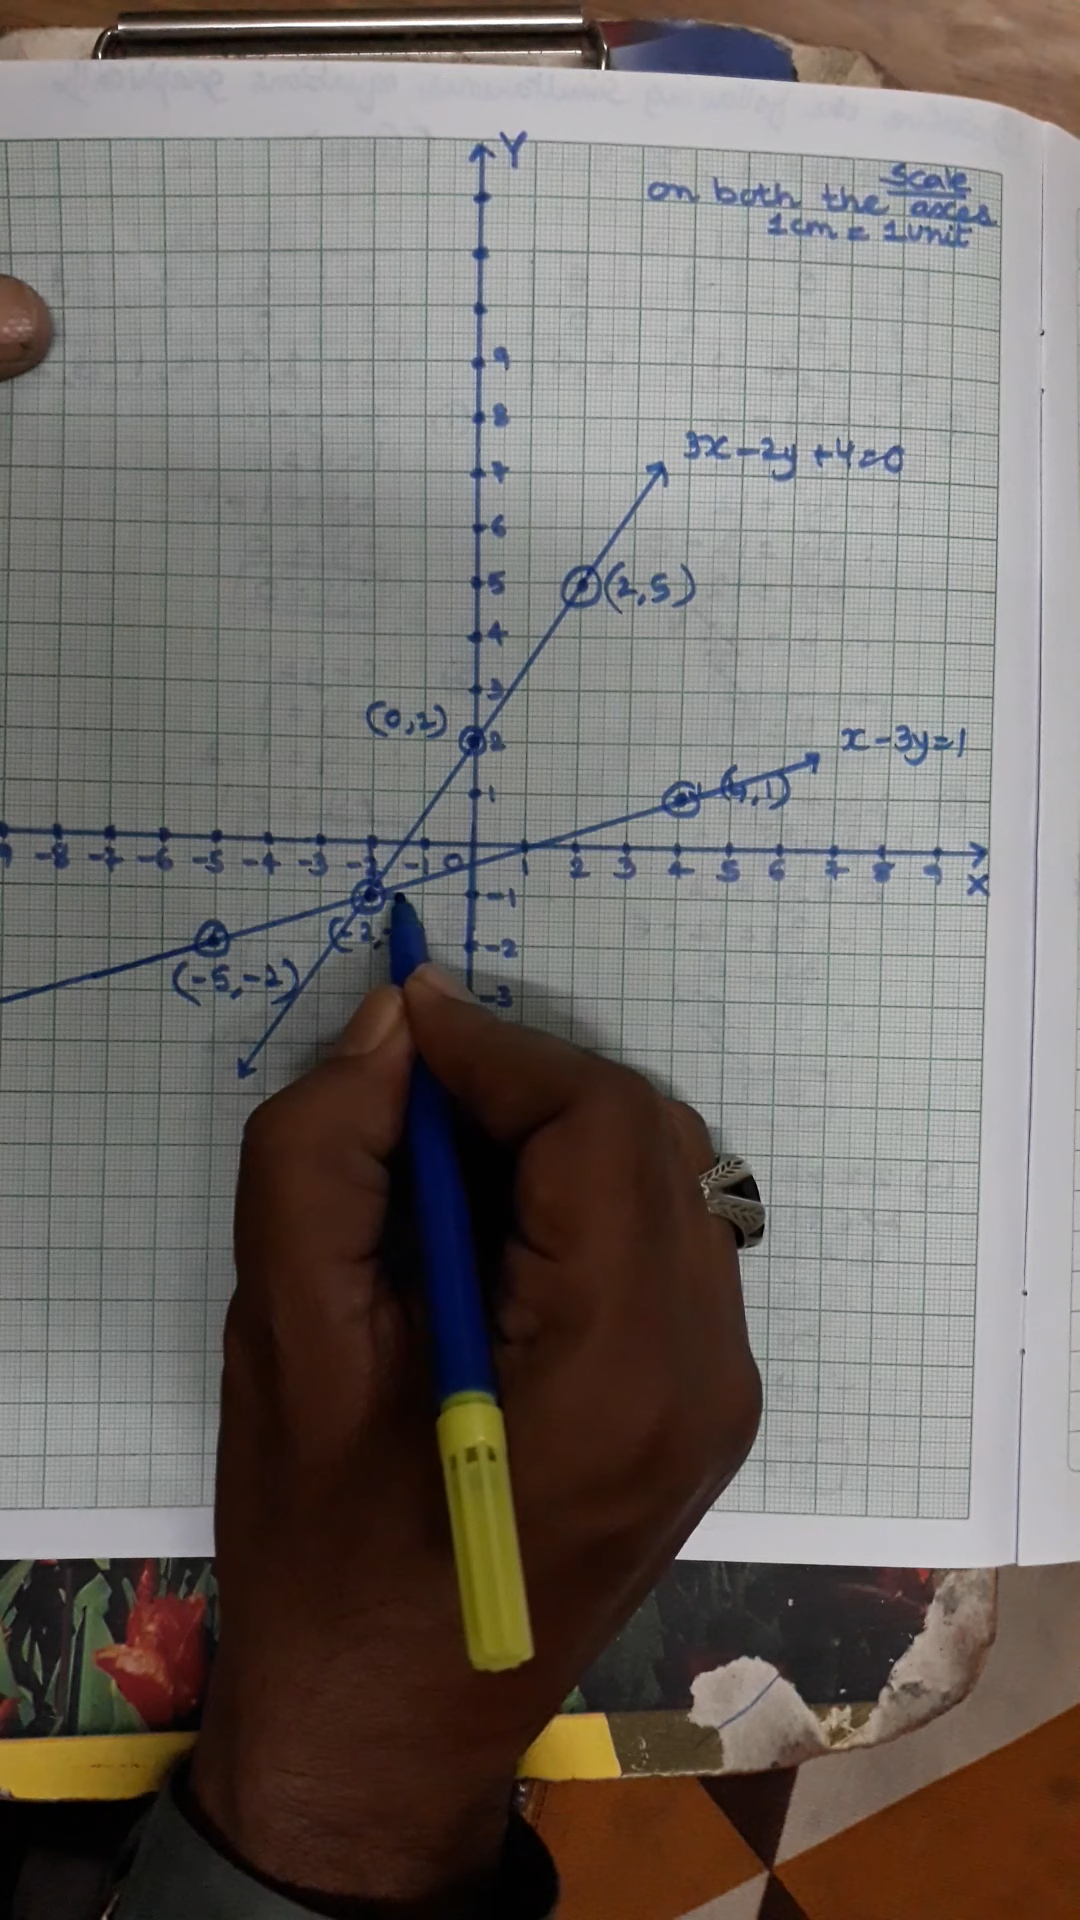 Y
Scale
on both the axes
1cm = 1unit
9
8
3x-2y+4=0
7
6
5
(2,5)
4
3
(0,2)
2
x-3y=1
1
(4,1)
-8 -7 -6 -5 -4 -3 -2 -1 0 1 2 3 4 5 6 7 8 9
X
-1
(-2,
-2
(-5,-2)
-3